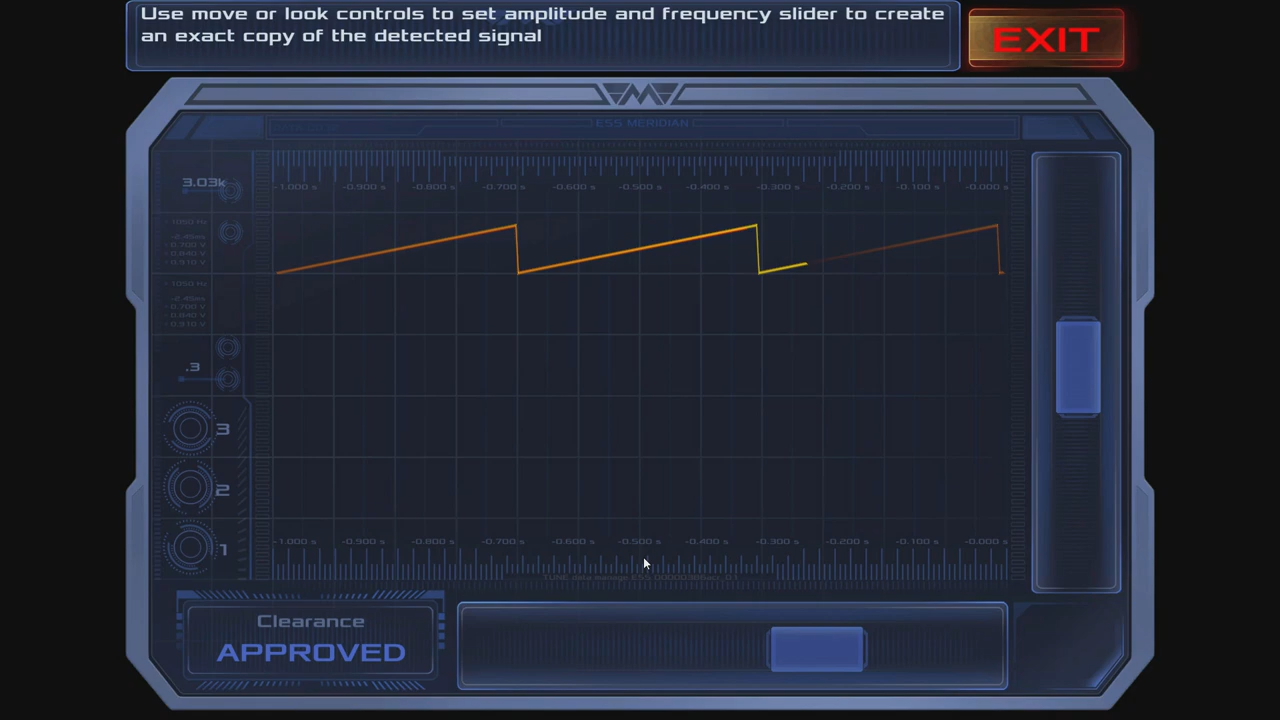 Use move or look controls to set amplitude and frequency slider to create
an exact copy of the detected signal
EXIT
ESS MERIDIAN
3.03k
-1.000 s -0.900 s -0.800 s -0.700 s -0.600 s -0.500 s -0.400 s -0.300 s -0.200 s -0.100 s -0.000 s
.3
3
2
1
-1.000 s -0.900 s -0.800 s -0.700 s -0.600 s -0.500 s -0.400 s -0.300 s -0.200 s -0.100 s -0.000 s
Clearance
APPROVED